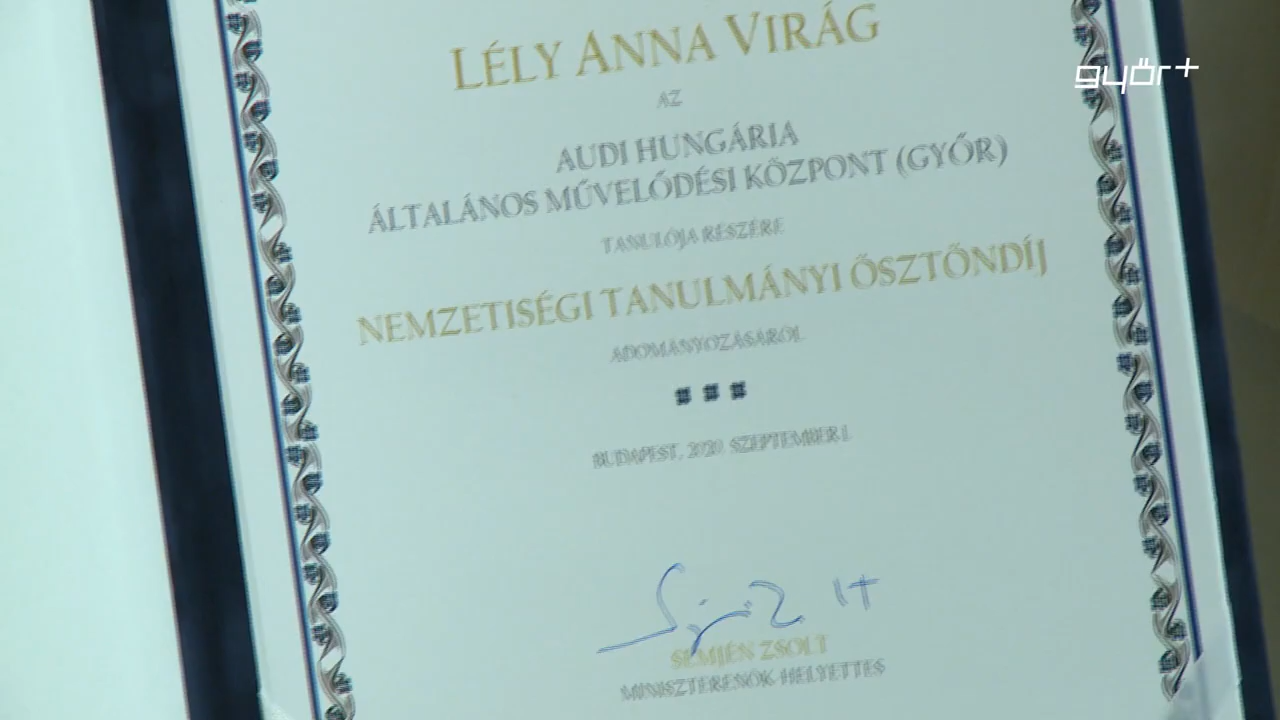 LÉLY ANNA VIRÁG
győr+
AZ
AUDI HUNGÁRIA
ÁLTALÁNOS MŰVELŐDÉSI KÖZPONT (GYŐR)
TANULÓJA RÉSZÉRE
NEMZETISÉGI TANULMÁNYI ÖSZTÖNDÍJ
ADOMÁNYOZÁSÁRÓL
BUDAPEST, 2020. SZEPTEMBER 1.
SEMJÉN ZSOLT
MINISZTERELNÖK-HELYETTES